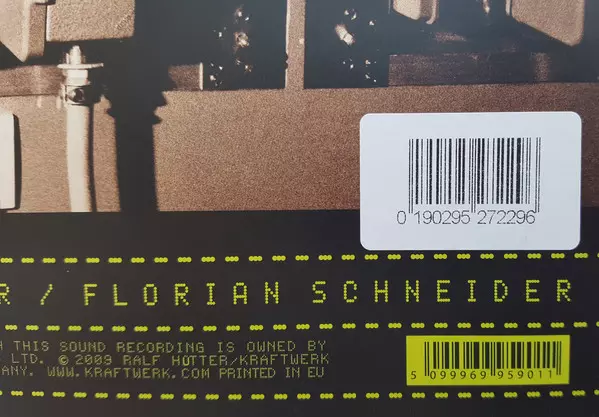 0 190295 272296
R / FLORIAN SCHNEIDER
H THIS SOUND RECORDING IS OWNED BY
LTD. © 2009 RALF HÜTTER/KRAFTWERK
ANY. WWW.KRAFTWERK.COM PRINTED IN EU
5 099969 959011